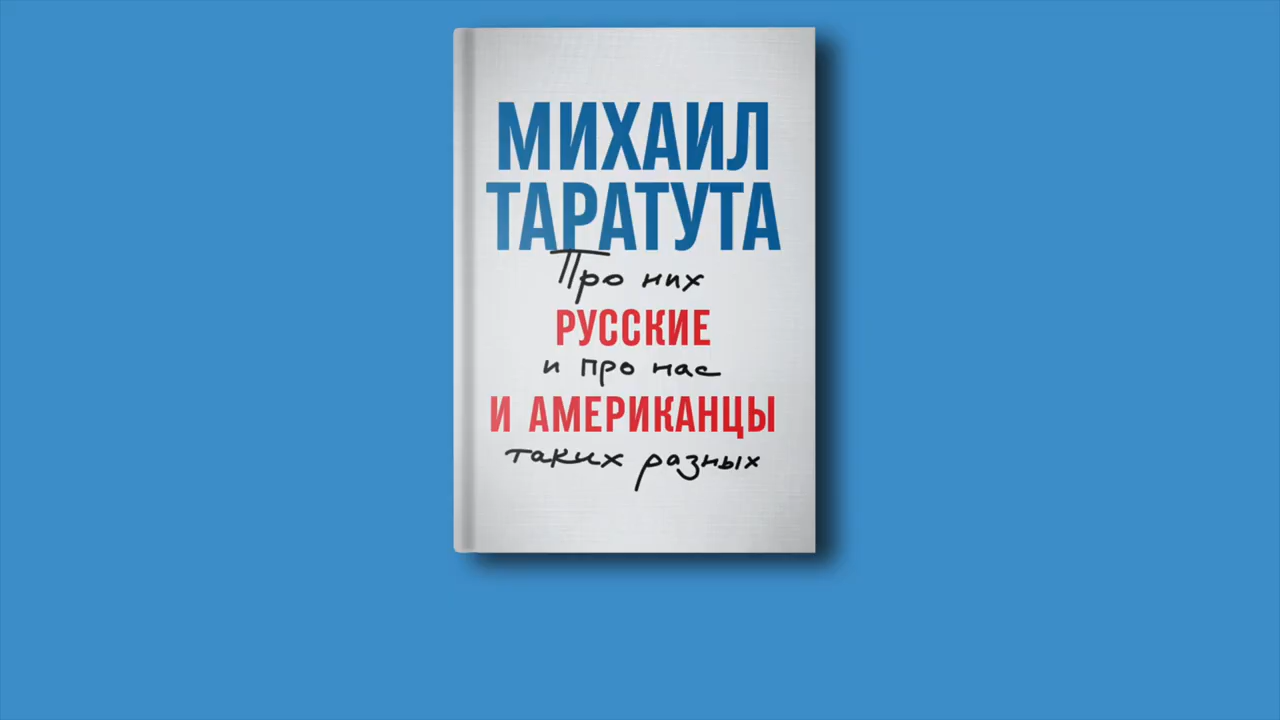 МИХАИЛ
ТАРАТУТА
Про них
РУССКИЕ
и про нас
И АМЕРИКАНЦЫ
таких разных